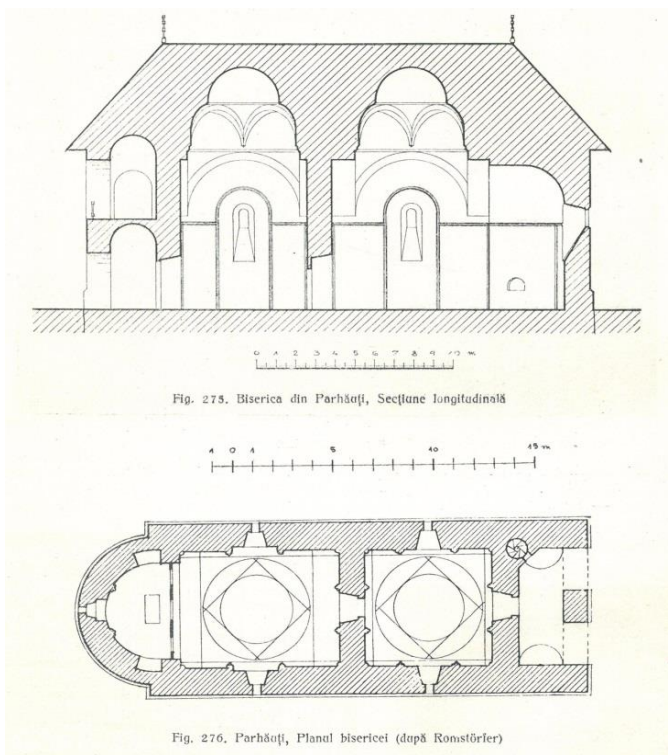 0 1 2 3 4 5 6 7 8 9 10 m
Fig. 275. Biserica din Parhăuți, Secțiune longitudinală
1 0 1 5 10 15 m
Fig. 276. Parhăuți, Planul bisericei (după Romstörfer)